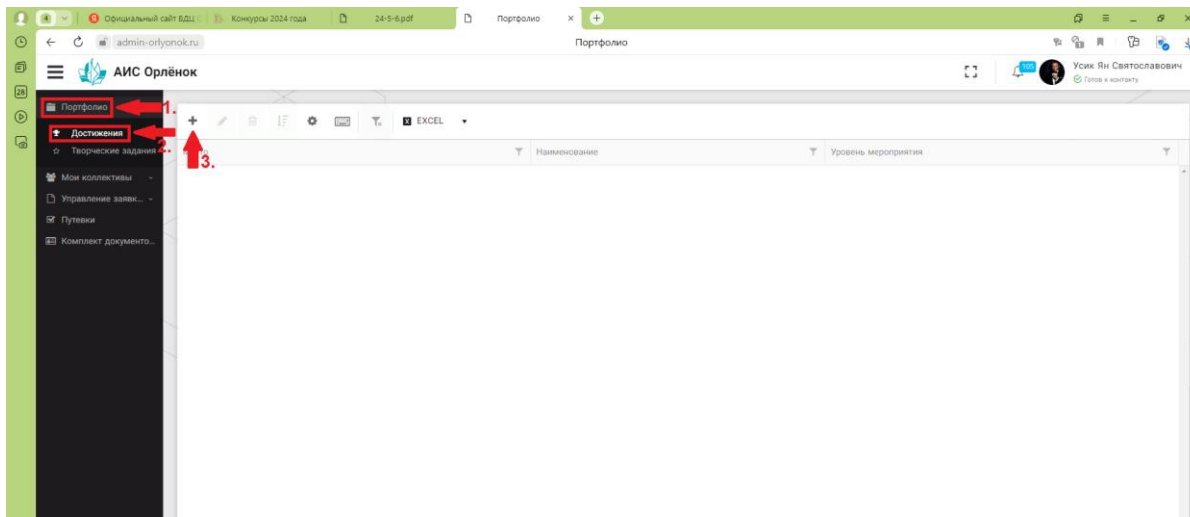 4
Официальный сайт ВДЦ
Конкурсы 2024 года
24-5-6.pdf
Портфолио
admin-orlyonok.ru
Портфолио
АИС Орлёнок
105
Усик Ян Святославович
Готов к контакту
28
Портфолио
1.
Достижения
2.
Творческие задания
3.
EXCEL
Наименование
Уровень мероприятия
Мои коллективы
Управление заявк...
Путевки
Комплект документо...